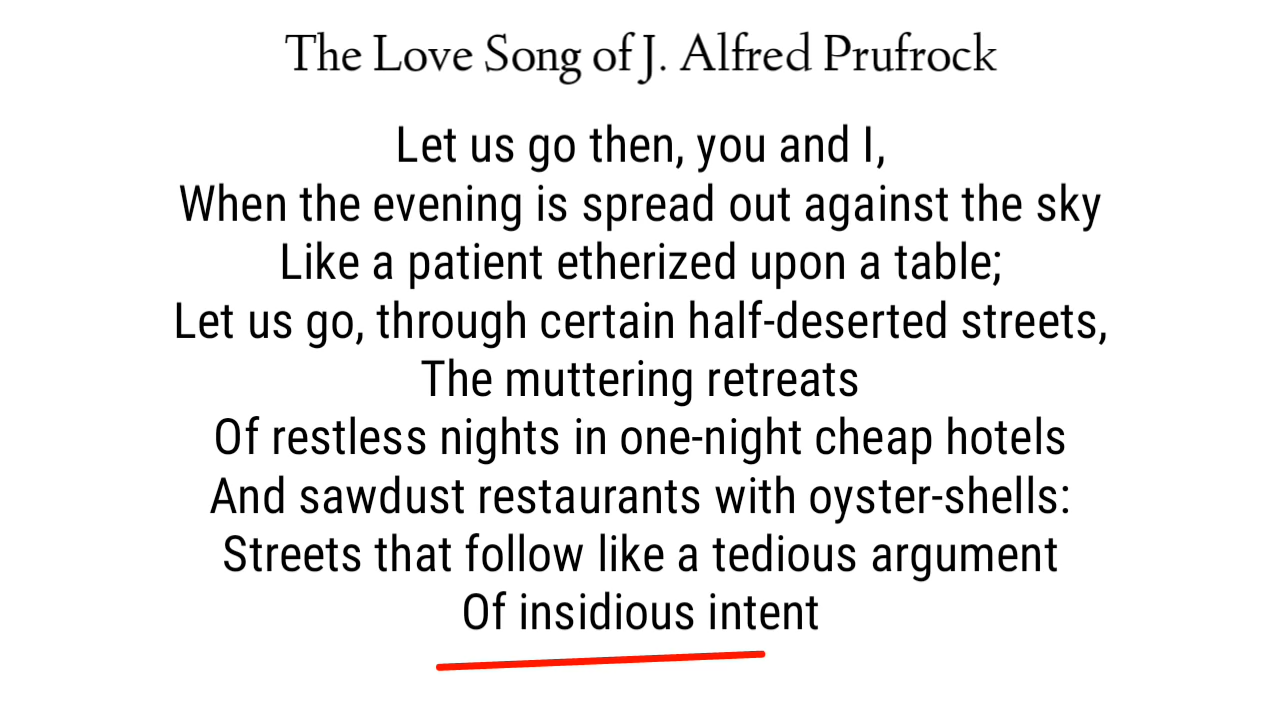 The Love Song of J. Alfred Prufrock
Let us go then, you and I,
When the evening is spread out against the sky
Like a patient etherized upon a table;
Let us go, through certain half-deserted streets,
The muttering retreats
Of restless nights in one-night cheap hotels
And sawdust restaurants with oyster-shells:
Streets that follow like a tedious argument
Of insidious intent